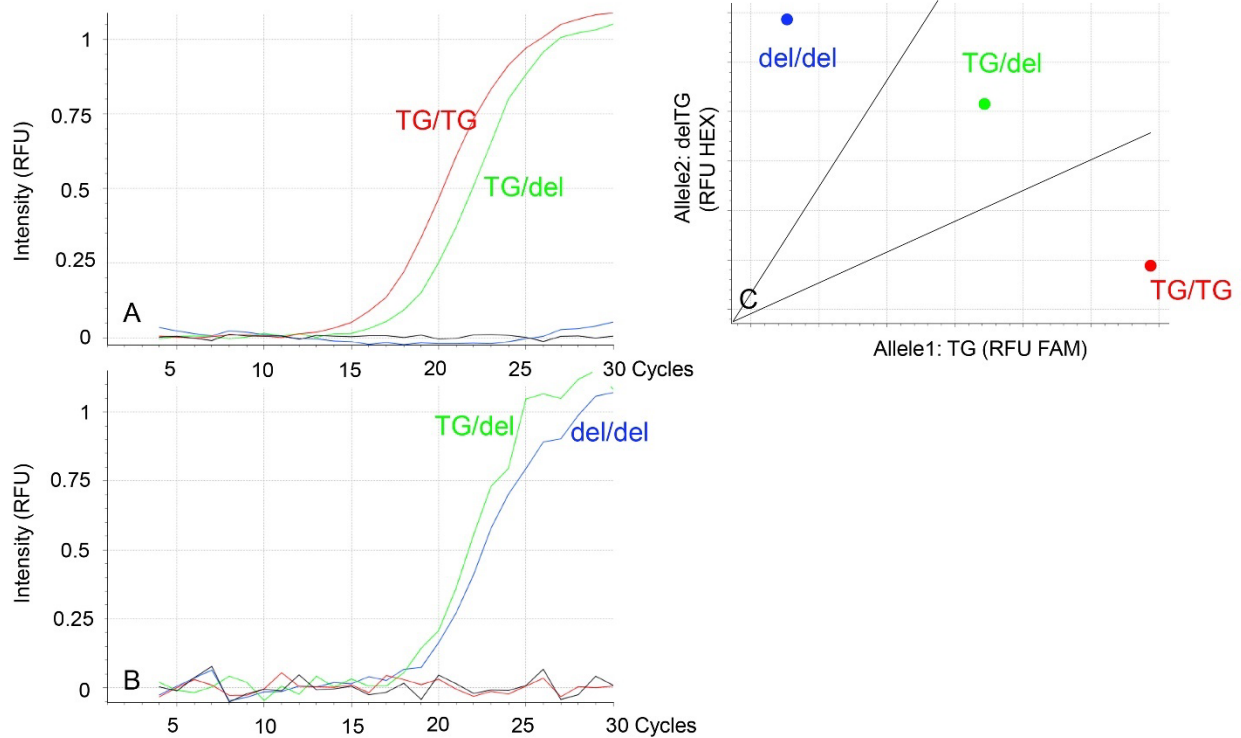 Intensity (RFU)
1
0.75
0.5
0.25
0
TG/TG
TG/del
A
5 10 15 20 25 30 Cycles
Intensity (RFU)
1
0.75
0.5
0.25
0
TG/del
del/del
B
5 10 15 20 25 30 Cycles
Allele2: delTG
(RFU HEX)
del/del
TG/del
TG/TG
C
Allele1: TG (RFU FAM)